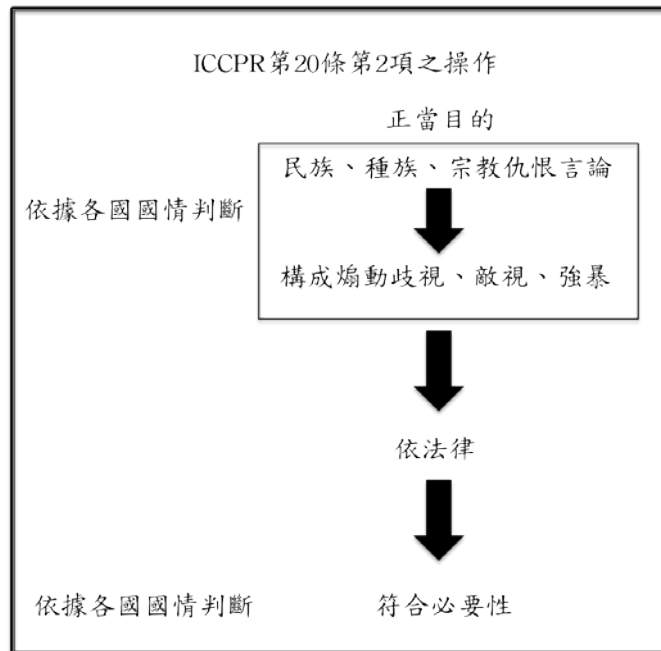 ICCPR第20條第2項之操作
正當目的
民族、種族、宗教仇恨言論
依據各國國情判斷
構成煽動歧視、敵視、強暴
依法律
依據各國國情判斷
符合必要性